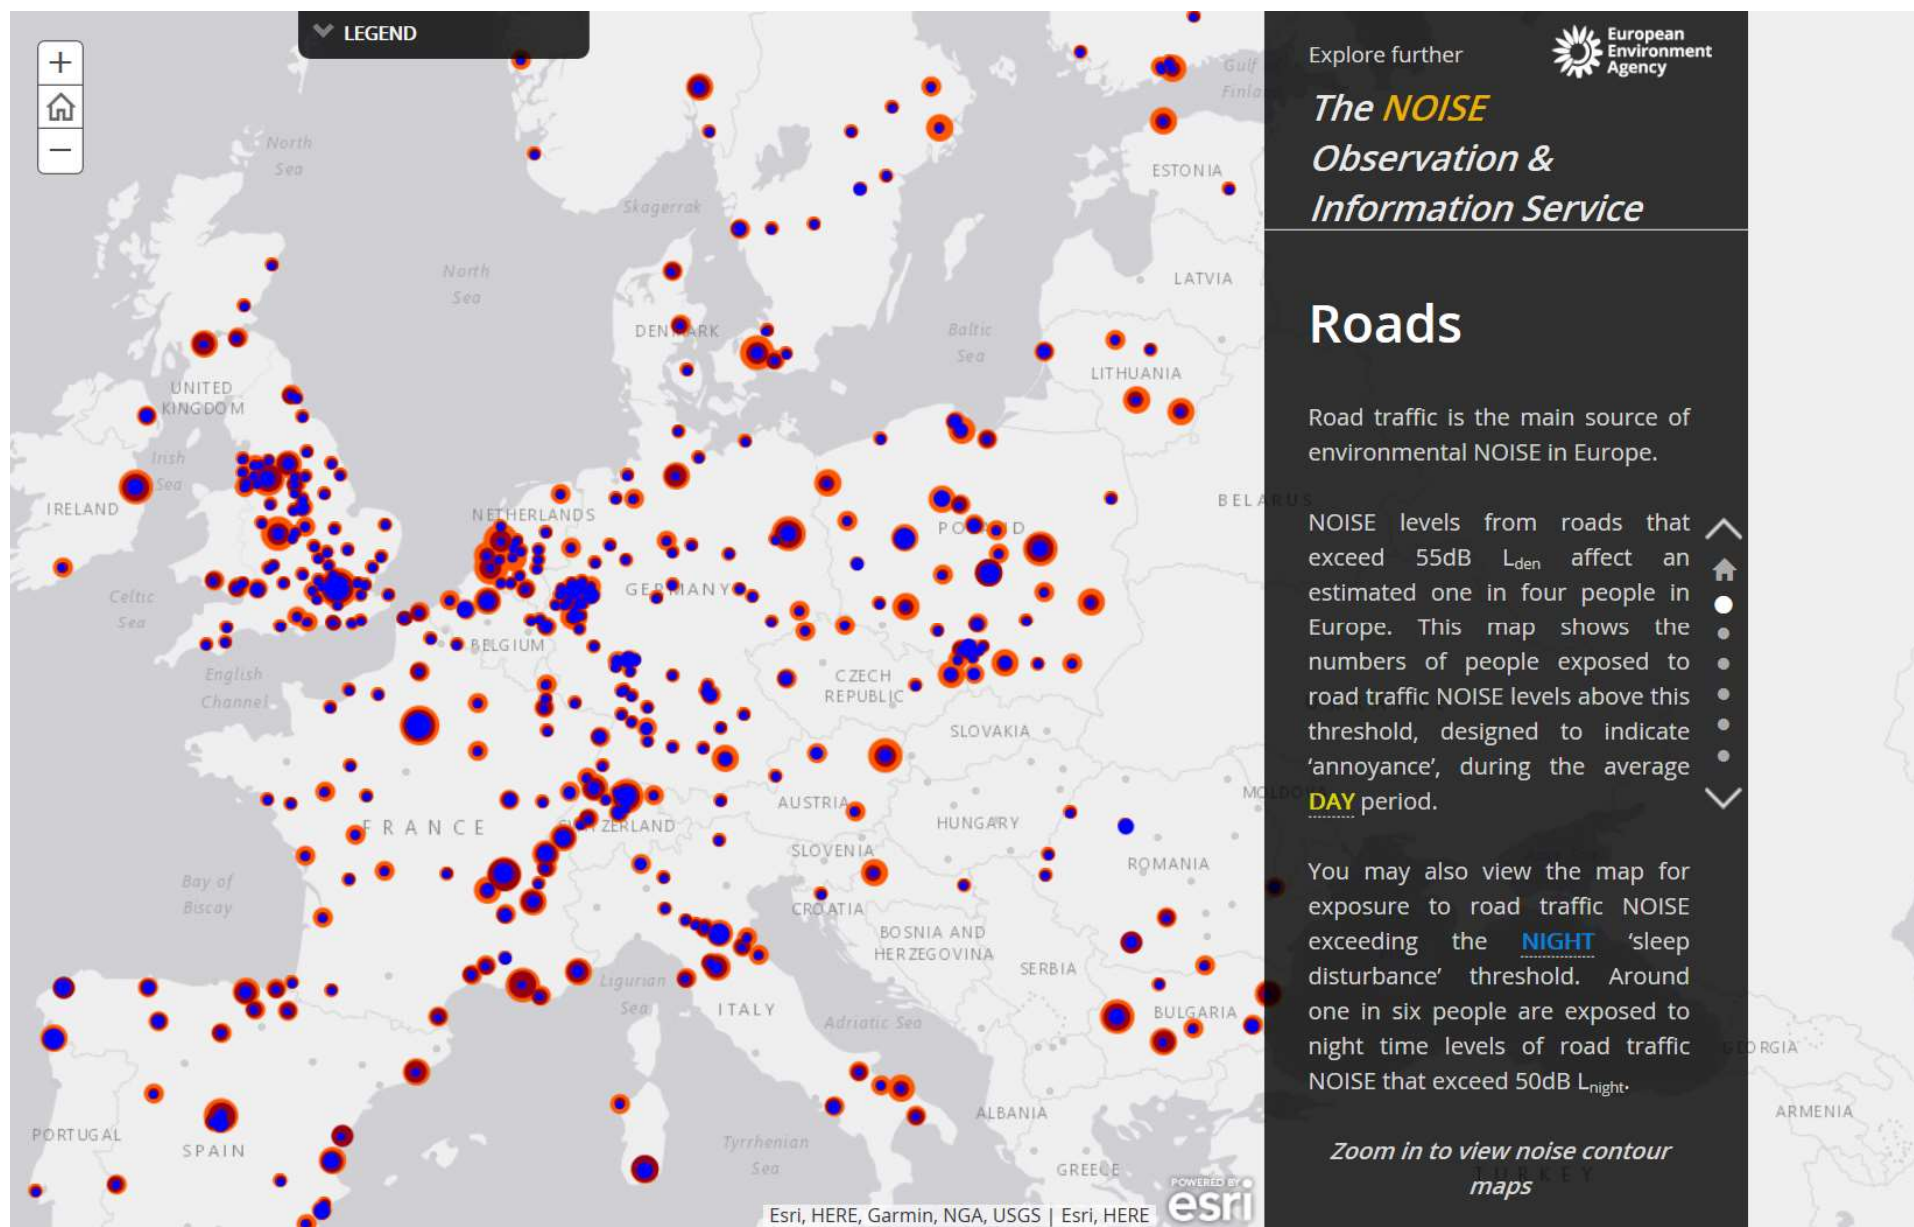 LEGEND
+
−
North
Sea
Gulf
Skagerrak
ESTONIA
North
Sea
LATVIA
DENMARK
Baltic
Sea
LITHUANIA
UNITED
KINGDOM
Irish
Sea
IRELAND
NETHERLANDS
POLAND
BELARUS
GERMANY
Celtic
Sea
BELGIUM
English
Channel
CZECH
REPUBLIC
SLOVAKIA
AUSTRIA
FRANCE
SWITZERLAND
HUNGARY
SLOVENIA
ROMANIA
Bay of
Biscay
CROATIA
BOSNIA AND
HERZEGOVINA
SERBIA
Ligurian
Sea
ITALY
Adriatic Sea
BULGARIA
ALBANIA
PORTUGAL
SPAIN
Tyrrhenian
Sea
GREECE
ARMENIA
TURKEY
POWERED BY
esri
Esri, HERE, Garmin, NGA, USGS | Esri, HERE
Explore further
European
Environment
Agency
The NOISE
Observation &
Information Service
Roads
Road traffic is the main source of
environmental NOISE in Europe.
NOISE levels from roads that
exceed 55dB Lden affect an
estimated one in four people in
Europe. This map shows the
numbers of people exposed to
road traffic NOISE levels above this
threshold, designed to indicate
‘annoyance’, during the average
DAY period.
You may also view the map for
exposure to road traffic NOISE
exceeding the NIGHT ‘sleep
disturbance’ threshold. Around
one in six people are exposed to
night time levels of road traffic
NOISE that exceed 50dB Lnight.
Zoom in to view noise contour
maps